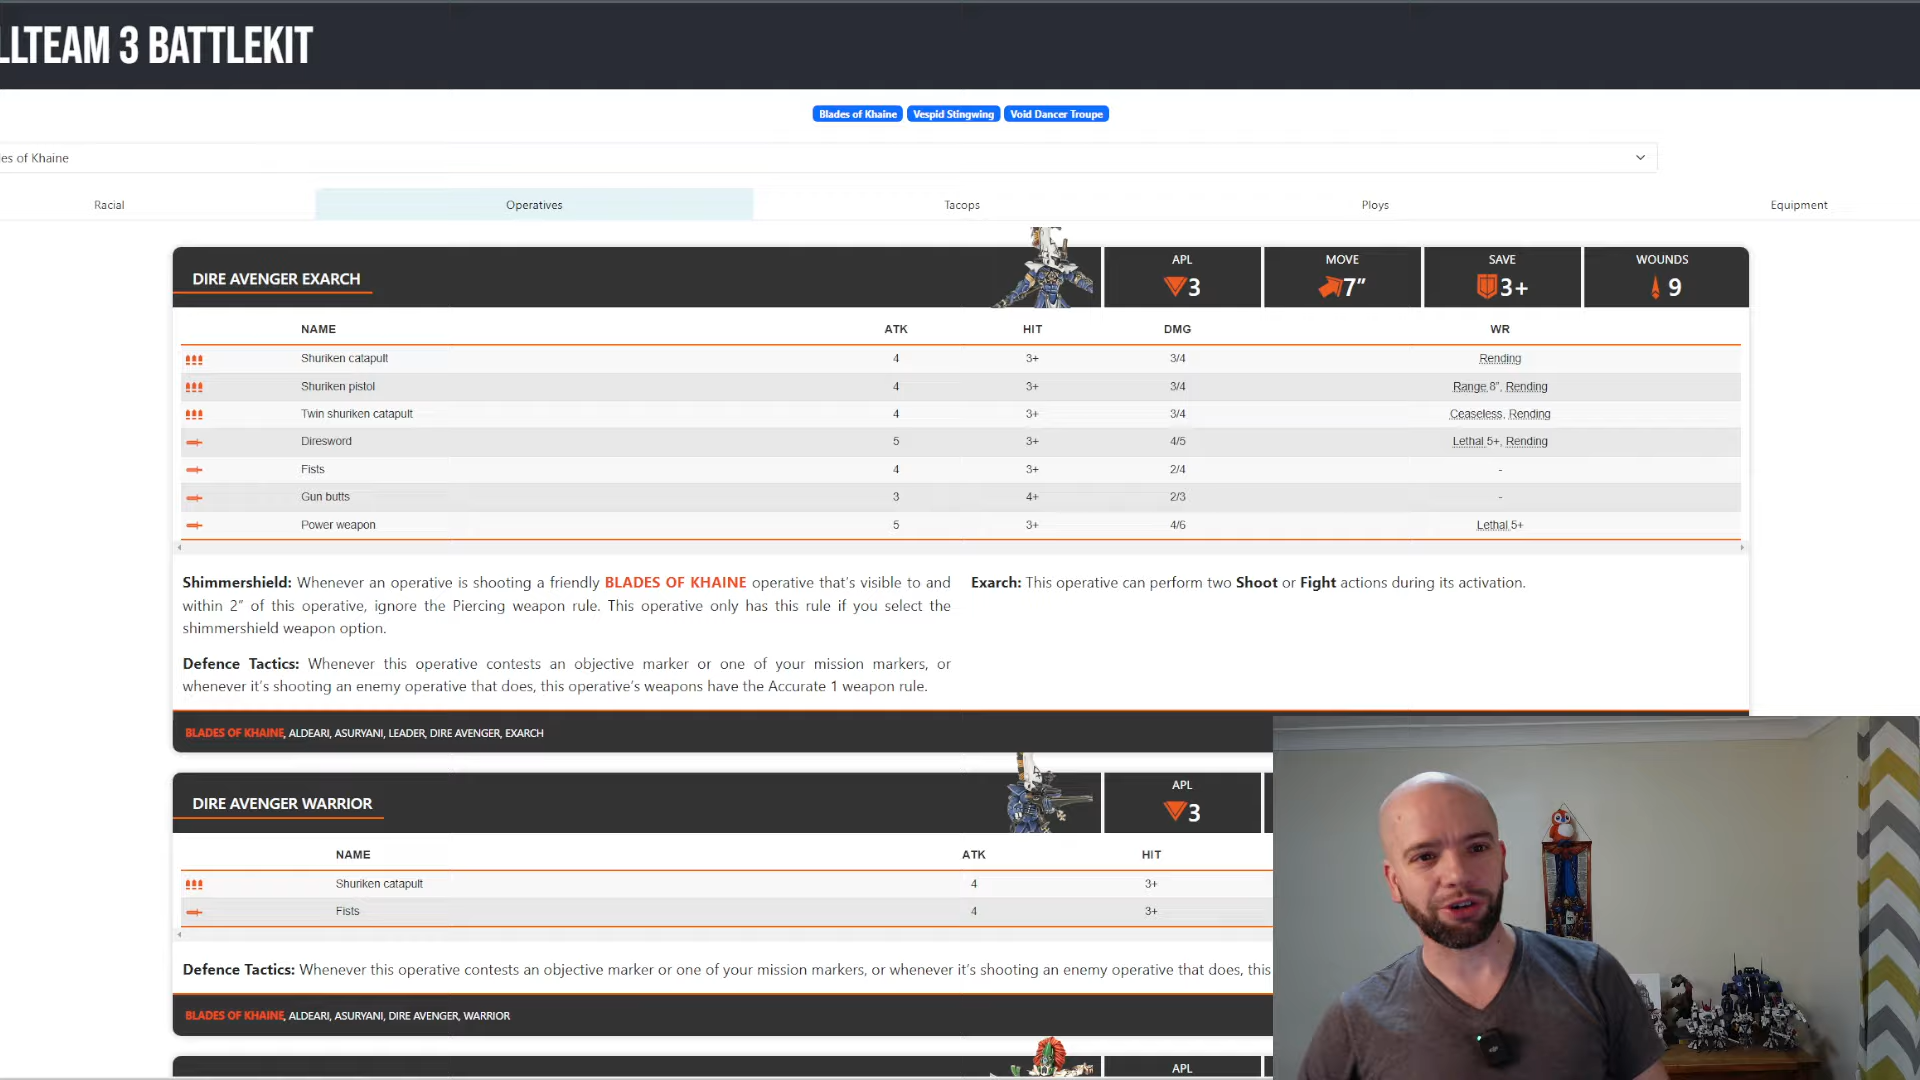 LLTEAM 3 BATTLEKIT
Blades of Khaine Vespid Stingwing Void Dancer Troupe
es of Khaine
Racial Operatives Tacops Ploys Equipment
DIRE AVENGER EXARCH APL 3 MOVE 7” SAVE 3+ WOUNDS 9
NAME ATK HIT DMG WR
Shuriken catapult 4 3+ 3/4 Rending
Shuriken pistol 4 3+ 3/4 Range 8", Rending
Twin shuriken catapult 4 3+ 3/4 Ceaseless, Rending
Diresword 5 3+ 4/5 Lethal 5+, Rending
Fists 4 3+ 2/4 -
Gun butts 3 4+ 2/3 -
Power weapon 5 3+ 4/6 Lethal 5+
Shimmershield: Whenever an operative is shooting a friendly BLADES OF KHAINE operative that’s visible to and
within 2” of this operative, ignore the Piercing weapon rule. This operative only has this rule if you select the
shimmershield weapon option.
Defence Tactics: Whenever this operative contests an objective marker or one of your mission markers, or
whenever it’s shooting an enemy operative that does, this operative’s weapons have the Accurate 1 weapon rule.
Exarch: This operative can perform two Shoot or Fight actions during its activation.
BLADES OF KHAINE, ALDEARI, ASURYANI, LEADER, DIRE AVENGER, EXARCH
DIRE AVENGER WARRIOR APL 3
NAME ATK HIT
Shuriken catapult 4 3+
Fists 4 3+
Defence Tactics: Whenever this operative contests an objective marker or one of your mission markers, or whenever it’s shooting an enemy operative that does, this
BLADES OF KHAINE, ALDEARI, ASURYANI, DIRE AVENGER, WARRIOR
APL